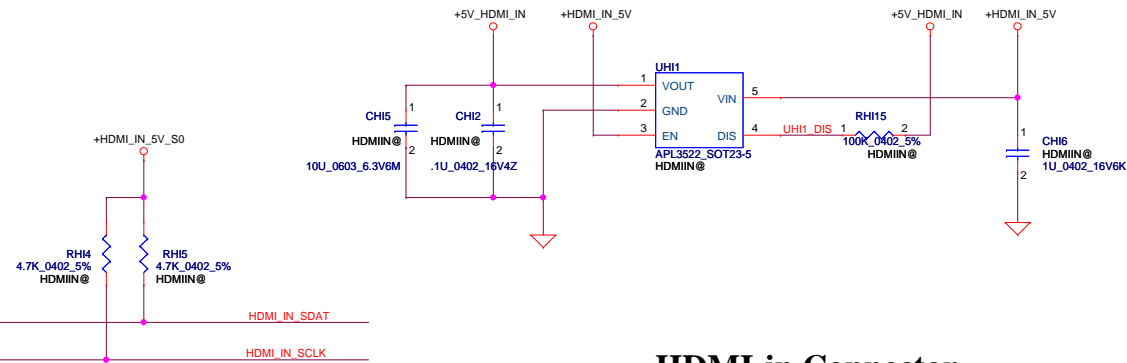 +5V_HDMI_IN
+HDMI_IN_5V
+5V_HDMI_IN
+HDMI_IN_5V
UHI1
1
VOUT
2
GND
3
EN
VIN
5
DIS
4
APL3522_SOT23-5
HDMIIN@
UHI1_DIS
RHI15
1
2
100K_0402_5%
HDMIIN@
CHI5
1
HDMIIN@
2
10U_0603_6.3V6M
CHI2
1
HDMIIN@
2
.1U_0402_16V4Z
1
CHI6
HDMIIN@
2
1U_0402_16V6K
+HDMI_IN_5V_S0
RHI4
4.7K_0402_5%
HDMIIN@
RHI5
4.7K_0402_5%
HDMIIN@
HDMI_IN_SDAT
HDMI_IN_SCLK